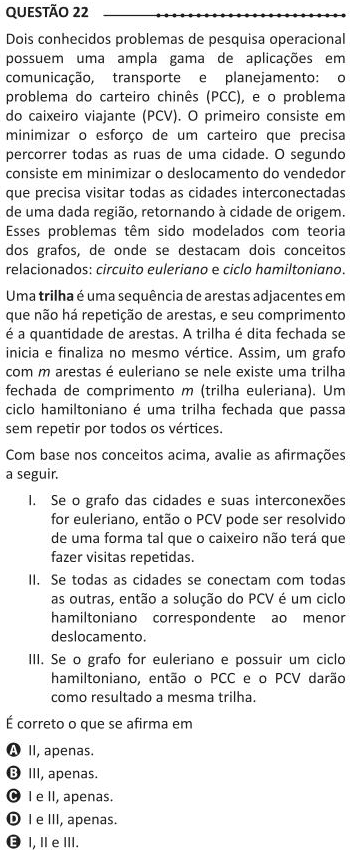 QUESTÃO 22
Dois conhecidos problemas de pesquisa operacional
possuem uma ampla gama de aplicações em
comunicação, transporte e planejamento: o
problema do carteiro chinês (PCC), e o problema
do caixeiro viajante (PCV). O primeiro consiste em
minimizar o esforço de um carteiro que precisa
percorrer todas as ruas de uma cidade. O segundo
consiste em minimizar o deslocamento do vendedor
que precisa visitar todas as cidades interconectadas
de uma dada região, retornando à cidade de origem.
Esses problemas têm sido modelados com teoria
dos grafos, de onde se destacam dois conceitos
relacionados: circuito euleriano e ciclo hamiltoniano.
Uma trilha é uma sequência de arestas adjacentes em
que não há repetição de arestas, e seu comprimento
é a quantidade de arestas. A trilha é dita fechada se
inicia e finaliza no mesmo vértice. Assim, um grafo
com m arestas é euleriano se nele existe uma trilha
fechada de comprimento m (trilha euleriana). Um
ciclo hamiltoniano é uma trilha fechada que passa
sem repetir por todos os vértices.
Com base nos conceitos acima, avalie as afirmações
a seguir.
I. Se o grafo das cidades e suas interconexões
for euleriano, então o PCV pode ser resolvido
de uma forma tal que o caixeiro não terá que
fazer visitas repetidas.
II. Se todas as cidades se conectam com todas
as outras, então a solução do PCV é um ciclo
hamiltoniano correspondente ao menor
deslocamento.
III. Se o grafo for euleriano e possuir um ciclo
hamiltoniano, então o PCC e o PCV darão
como resultado a mesma trilha.
É correto o que se afirma em
A II, apenas.
B III, apenas.
C I e II, apenas.
D I e III, apenas.
E I, II e III.